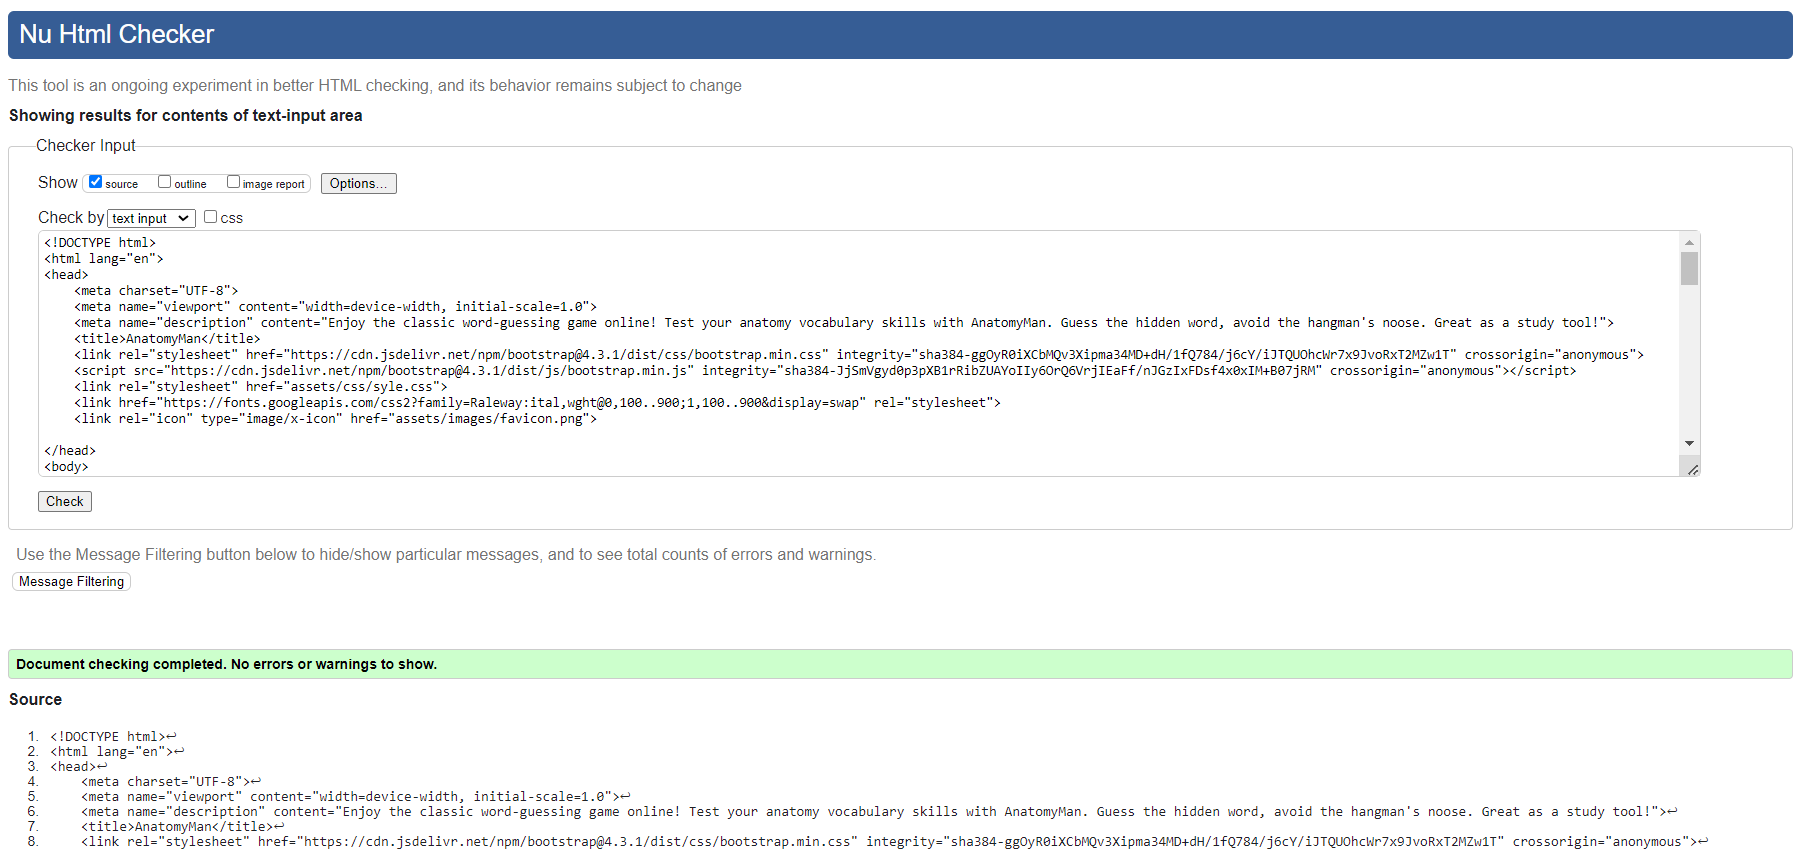 Nu Html Checker
This tool is an ongoing experiment in better HTML checking, and its behavior remains subject to change
Showing results for contents of text-input area
Checker Input
Show source outline image report Options...
Check by text input css
<!DOCTYPE html>
<html lang="en">
<head>
    <meta charset="UTF-8">
    <meta name="viewport" content="width=device-width, initial-scale=1.0">
    <meta name="description" content="Enjoy the classic word-guessing game online! Test your anatomy vocabulary skills with AnatomyMan. Guess the hidden word, avoid the hangman's noose. Great as a study tool!">
    <title>AnatomyMan</title>
    <link rel="stylesheet" href="https://cdn.jsdelivr.net/npm/bootstrap@4.3.1/dist/css/bootstrap.min.css" integrity="sha384-ggOyR0iXCbMQv3Xipma34MD+dH/1fQ784/j6cY/iJTQUOhcWr7x9JvoRxT2MZw1T" crossorigin="anonymous">
    <script src="https://cdn.jsdelivr.net/npm/bootstrap@4.3.1/dist/js/bootstrap.min.js" integrity="sha384-JjSmVgyd0p3pXB1rRibZUAYoIIy6OrQ6VrjIEaFf/nJGzIxFDsf4x0xIM+B07jRM" crossorigin="anonymous"></script>
    <link rel="stylesheet" href="assets/css/syle.css">
    <link href="https://fonts.googleapis.com/css2?family=Raleway:ital,wght@0,100..900;1,100..900&display=swap" rel="stylesheet">
    <link rel="icon" type="image/x-icon" href="assets/images/favicon.png">
</head>
<body>
Check
Use the Message Filtering button below to hide/show particular messages, and to see total counts of errors and warnings.
Message Filtering
Document checking completed. No errors or warnings to show.
Source
1. <!DOCTYPE html>↩
2. <html lang="en">↩
3. <head>↩
4.     <meta charset="UTF-8">↩
5.     <meta name="viewport" content="width=device-width, initial-scale=1.0">↩
6.     <meta name="description" content="Enjoy the classic word-guessing game online! Test your anatomy vocabulary skills with AnatomyMan. Guess the hidden word, avoid the hangman's noose. Great as a study tool!">↩
7.     <title>AnatomyMan</title>↩
8.     <link rel="stylesheet" href="https://cdn.jsdelivr.net/npm/bootstrap@4.3.1/dist/css/bootstrap.min.css" integrity="sha384-ggOyR0iXCbMQv3Xipma34MD+dH/1fQ784/j6cY/iJTQUOhcWr7x9JvoRxT2MZw1T" crossorigin="anonymous">↩